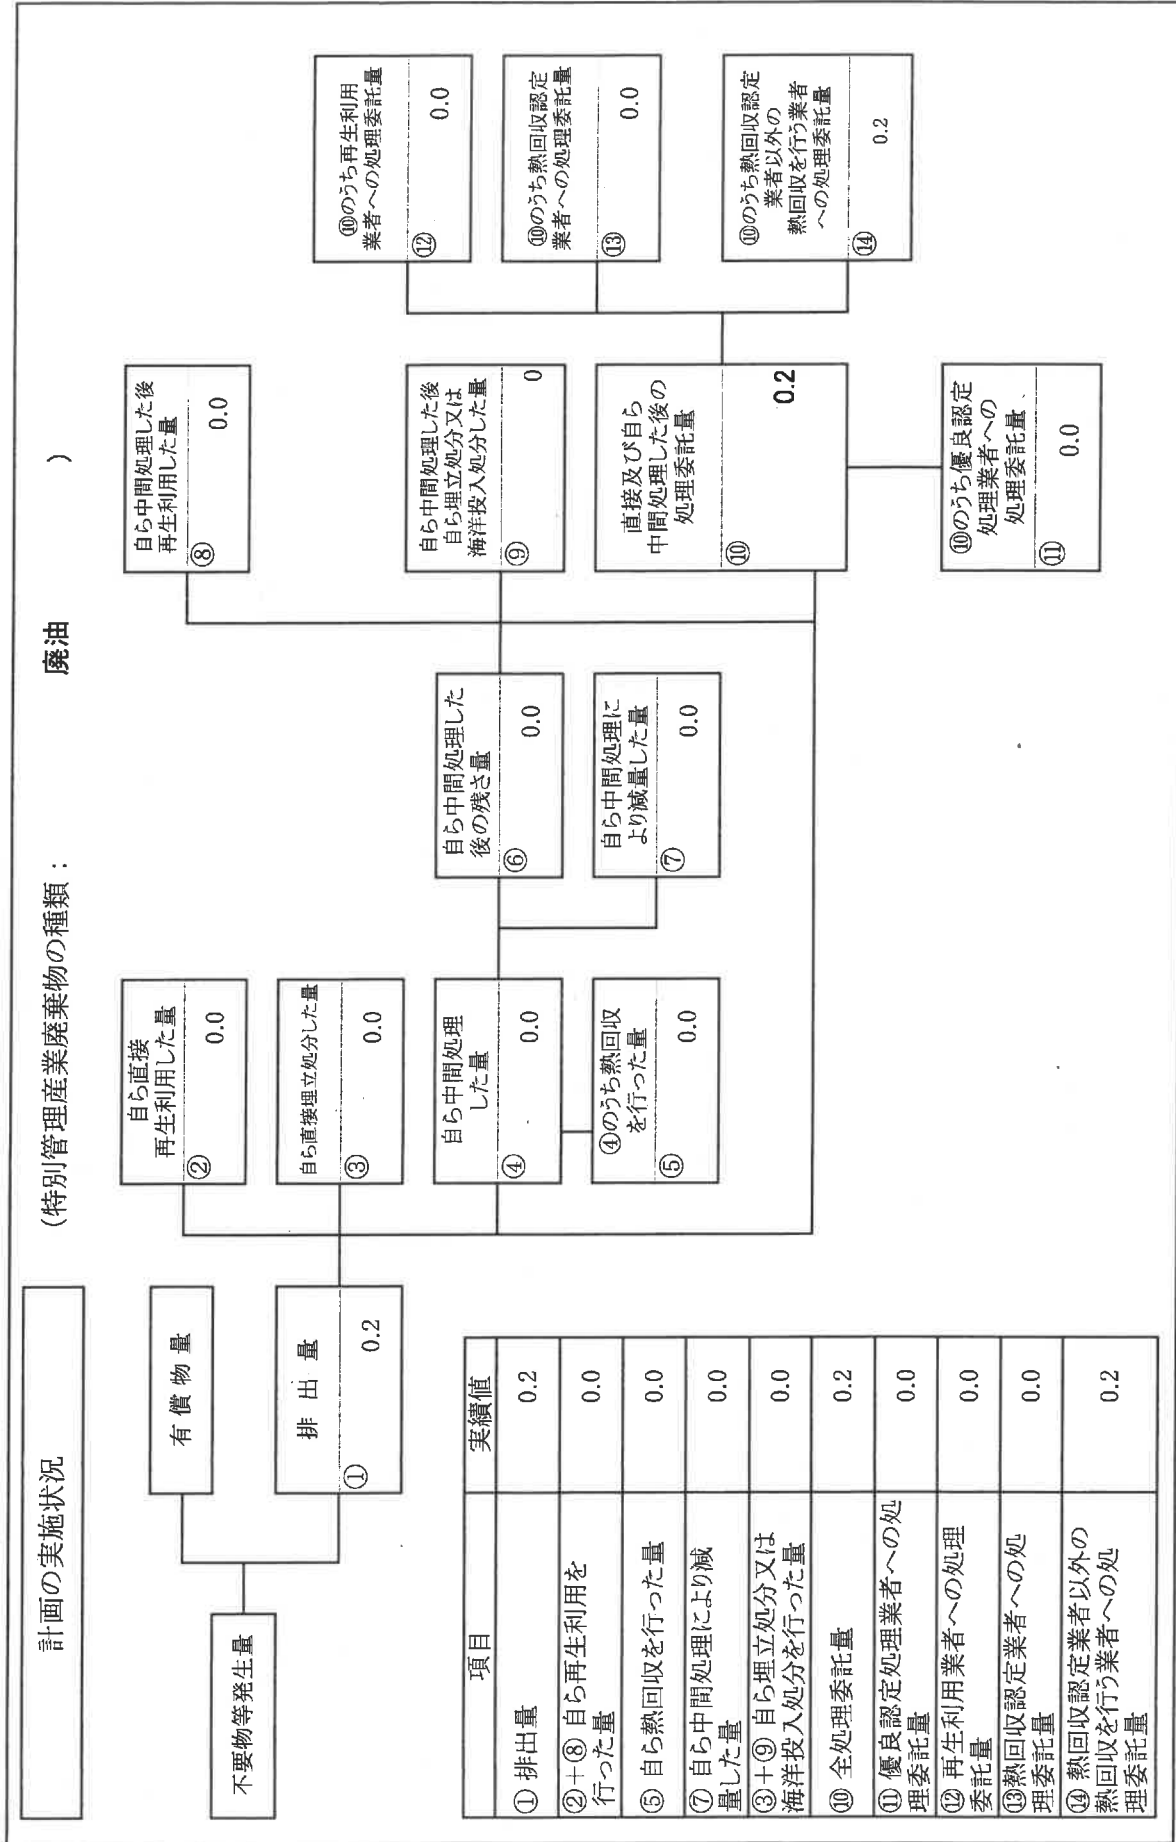 計画の実施状況
(特別管理産業廃棄物の種類： 廃油 )
不要物等発生量
有償物量
排出量
① 0.2
自ら直接
再生利用した量
② 0.0
自ら直接埋立処分した量
③ 0.0
自ら中間処理
した量
④ 0.0
④のうち熱回収
を行った量
⑤ 0.0
自ら中間処理した
後の残さ量
⑥ 0.0
自ら中間処理に
より減量した量
⑦ 0.0
自ら中間処理した後
再生利用した量
⑧ 0.0
自ら中間処理した後
自ら埋立処分又は
海洋投入処分した量
⑨ 0
直接及び自ら
中間処理した後の
処理委託量
⑩ 0.2
⑩のうち優良認定
処理業者への
処理委託量
⑪ 0.0
⑩のうち再生利用
業者への処理委託量
⑫ 0.0
⑩のうち熱回収認定
業者への処理委託量
⑬ 0.0
⑩のうち熱回収認定
業者以外の
熱回収を行う業者
への処理委託量
⑭ 0.2
項目 実績値
① 排出量 0.2
②＋⑧ 自ら再生利用を
行った量 0.0
⑤ 自ら熱回収を行った量 0.0
⑦ 自ら中間処理により減
量した量 0.0
③＋⑨ 自ら埋立処分又は
海洋投入処分を行った量 0.0
⑩ 全処理委託量 0.2
⑪ 優良認定処理業者への処
理委託量 0.0
⑫ 再生利用業者への処理
委託量 0.0
⑬熱回収認定業者への処
理委託量 0.0
⑭ 熱回収認定業者以外の
熱回収を行う業者への処
理委託量 0.2